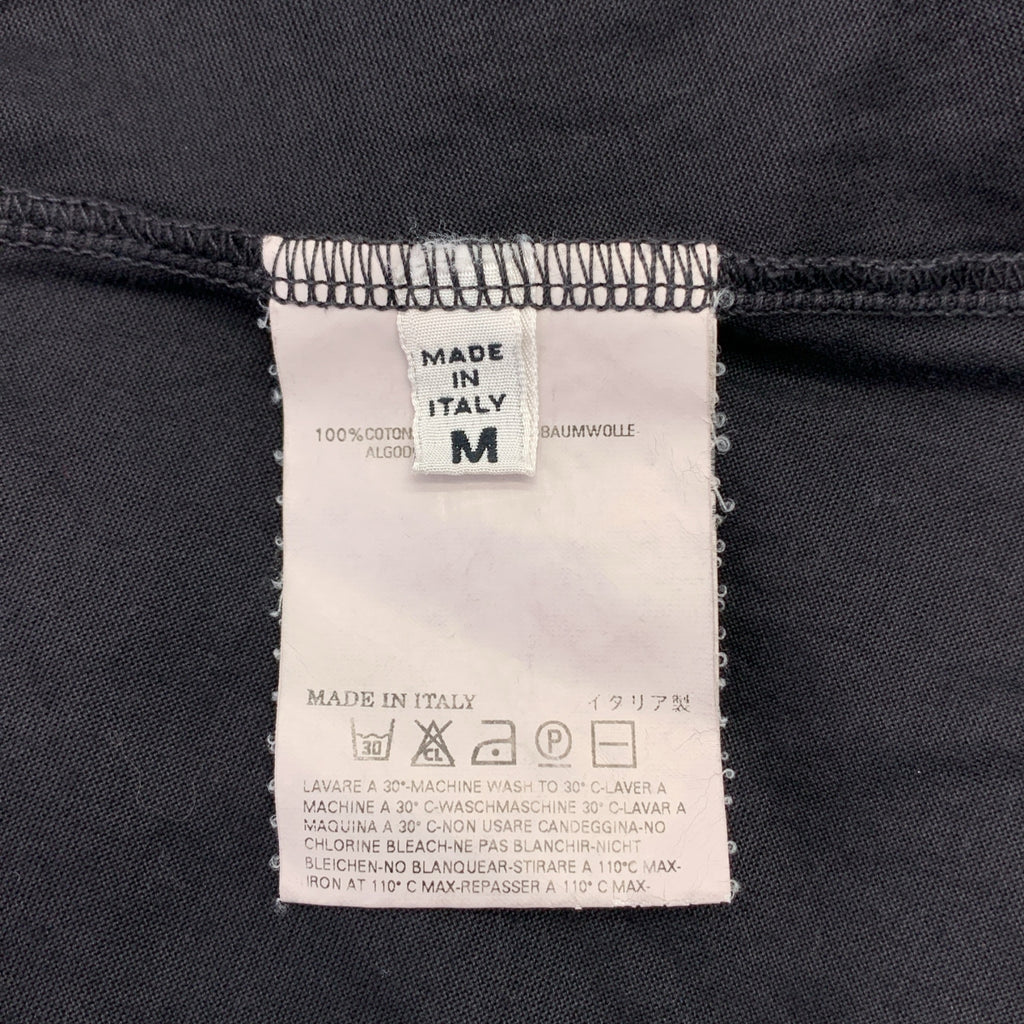 MADE
IN
ITALY
M
100%COTON
BAUMWOLLE-
ALGOD
MADE IN ITALY
イタリア製
30
CL
P
LAVARE A 30°-MACHINE WASH TO 30° C-LAVER A
MACHINE A 30° C-WASCHMASCHINE 30° C-LAVAR A
MAQUINA A 30° C-NON USARE CANDEGGINA-NO
CHLORINE BLEACH-NE PAS BLANCHIR-NICHT
BLEICHEN-NO BLANQUEAR-STIRARE A 110°C MAX-
IRON AT 110° C MAX-REPASSER A 110° C MAX-